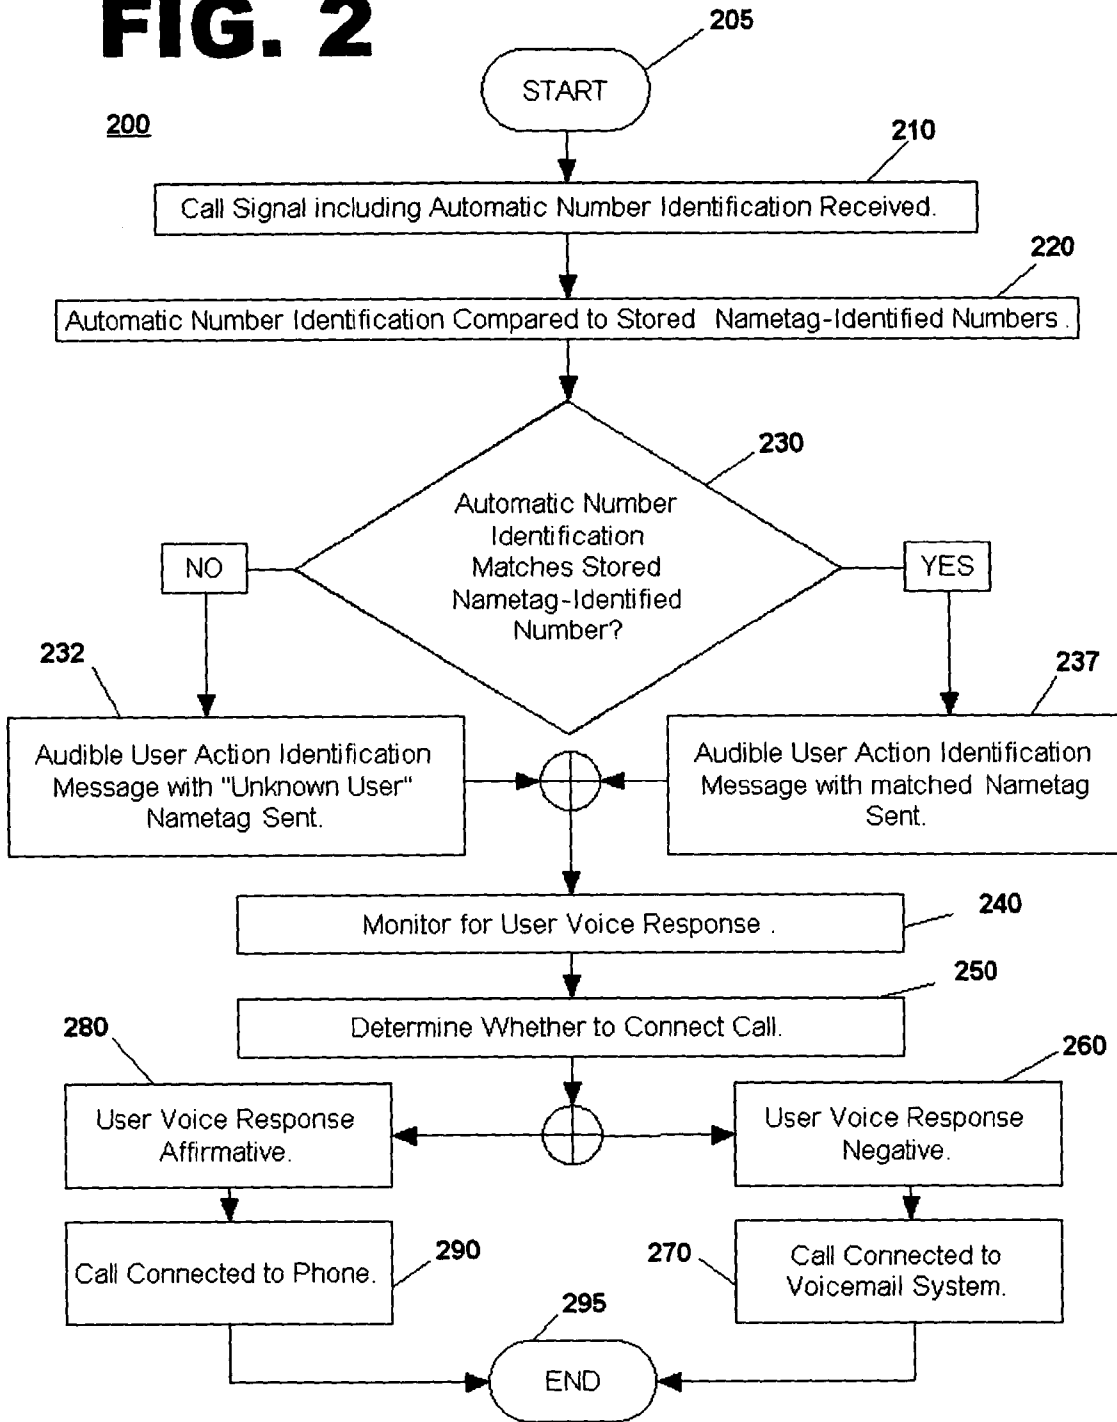 FIG. 2
205
START
200
210
Call Signal including Automatic Number Identification Received.
220
Automatic Number Identification Compared to Stored Nametag-Identified Numbers.
230
Automatic Number
Identification
Matches Stored
Nametag-Identified
Number?
NO
YES
232
237
Audible User Action Identification
Message with "Unknown User"
Nametag Sent.
Audible User Action Identification
Message with matched Nametag
Sent.
240
Monitor for User Voice Response.
250
Determine Whether to Connect Call.
280
260
User Voice Response
Affirmative.
User Voice Response
Negative.
Call Connected to Phone.
290
270
Call Connected to
Voicemail System.
295
END